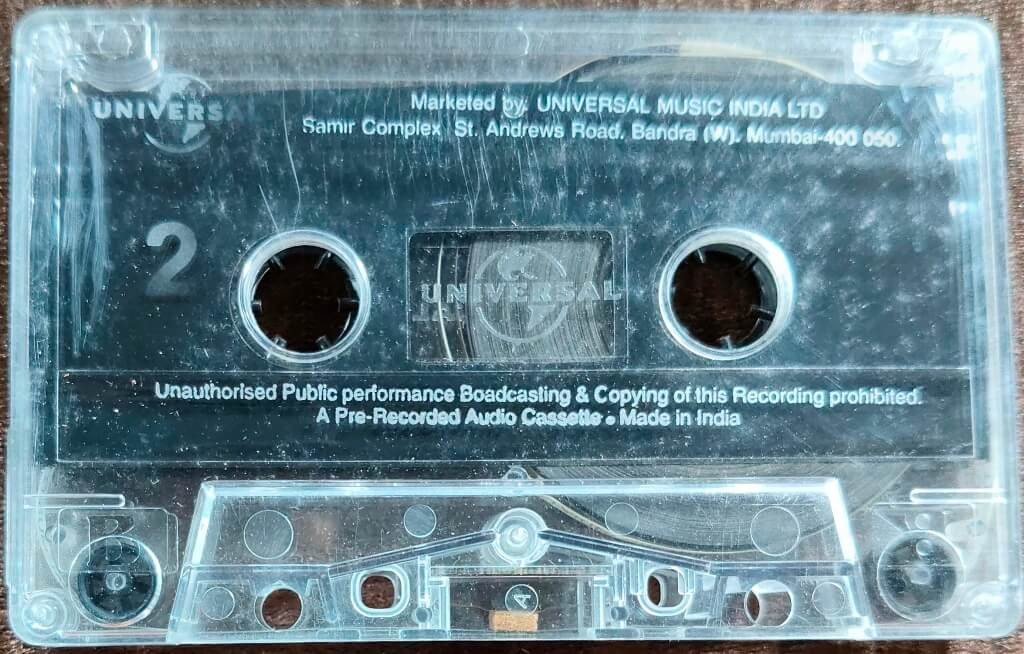 UNIVERSAL
Marketed by: UNIVERSAL MUSIC INDIA LTD
Samir Complex, St. Andrews Road, Bandra (W), Mumbai-400 050.
2
UNIVERSAL
Unauthorised Public performance Boadcasting & Copying of this Recording prohibited.
A Pre-Recorded Audio Cassette • Made in India
A